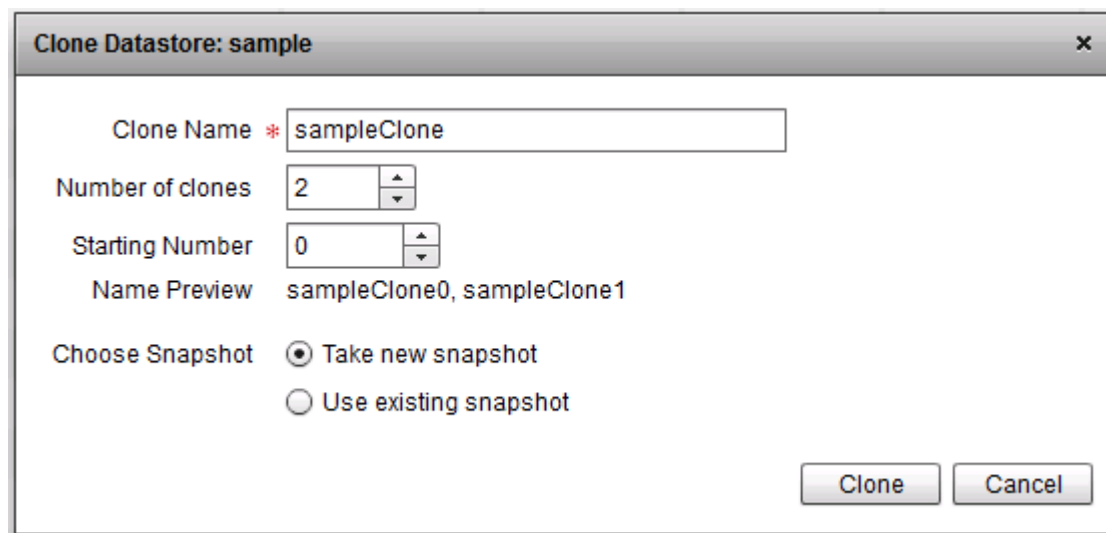 Clone Datastore: sample ×
Clone Name * sampleClone
Number of clones 2
Starting Number 0
Name Preview sampleClone0, sampleClone1
Choose Snapshot Take new snapshot
Use existing snapshot
Clone Cancel